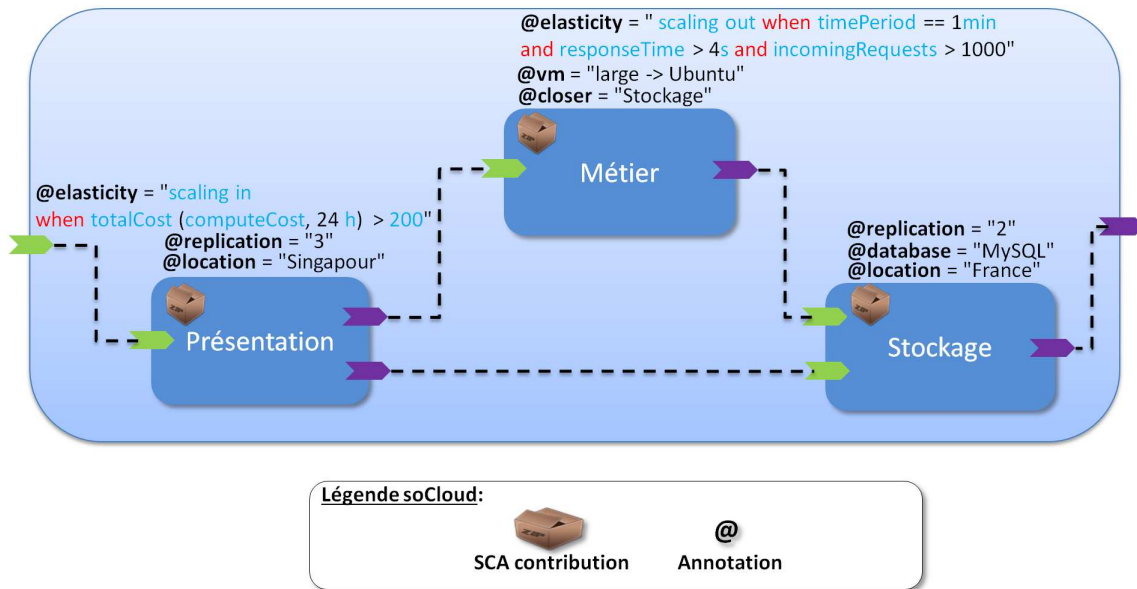 @elasticity = " scaling out when timePeriod == 1min
and responseTime > 4s and incomingRequests > 1000"
@vm = "large -> Ubuntu"
@closer = "Stockage"
Métier
@elasticity = "scaling in
when totalCost (computeCost, 24 h) > 200"
@replication = "3"
@location = "Singapour"
Présentation
@replication = "2"
@database = "MySQL"
@location = "France"
Stockage
Légende soCloud:
@
SCA contribution
Annotation